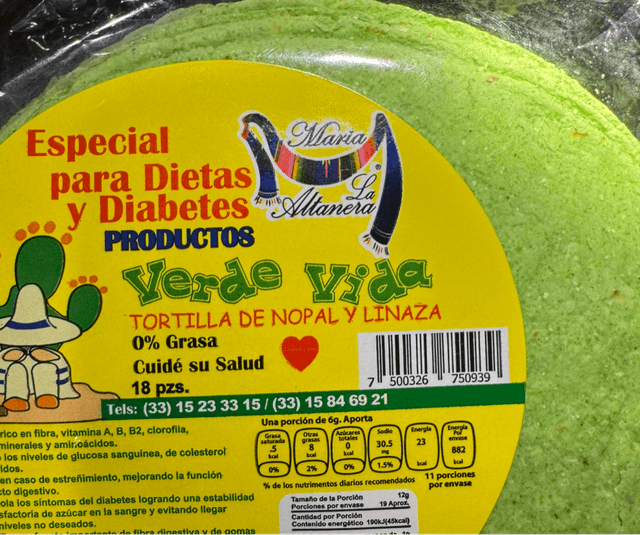 Especial
para Dietas
y Diabetes
Maria
La
Altanera
®
PRODUCTOS
Verde Vida
TORTILLA DE NOPAL Y LINAZA
0% Grasa
Cuidé su Salud
18 pzs.
7 500326 750939
Tels: (33) 15 23 33 15 / (33) 15 84 69 21
rico en fibra, vitamina A, B, B2, clorofila,
minerales y amiroácidos.
los niveles de glucosa sanguínea, de colesterol
en caso de estreñimiento, mejorando la función
digestivo.
los síntomas del diabetes logrando una estabilidad
de azúcar en la sangre y evitando llegar
niveles no deseados.
de fibra digestiva y de gomas
Una porción de 6g. Aporta
Grasa saturada .5 kcal 0%
Otras grasas 8 kcal 2%
Azúcares totales 0 kcal 0%
Sodio 30.5 mg 1.5%
Energía 23 kcal
Energía Por envase 882 kcal
% de los nutrimentos diarios recomendados
11 porciones
por envase
Tamaño de la Porción 12g
Porciones por envase 19 Aprox.
Cantidad por Porción
Contenido energético 190kJ(45kcal)